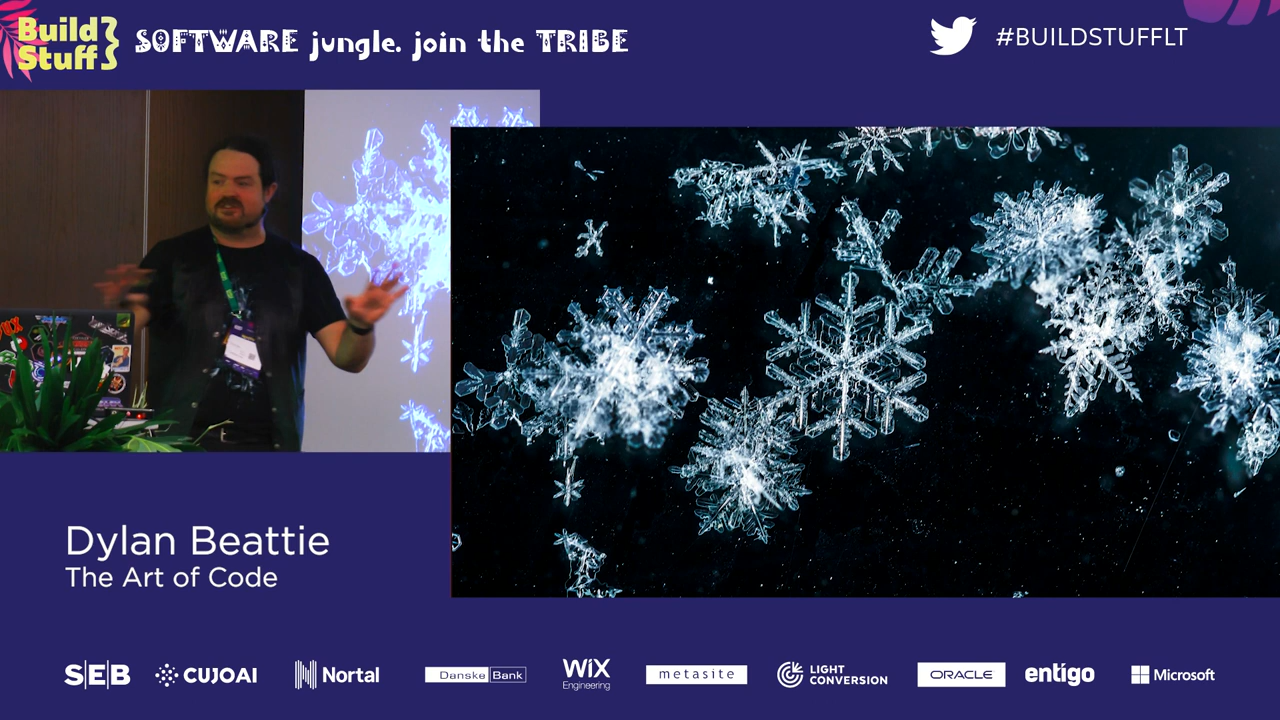 Build
Stuff
SOFTWARE jungle. join the TRIBE
#BUILDSTUFFLT
Dylan Beattie
The Art of Code
SEB
CUJOAI
Nortal
Danske Bank
WiX
Engineering
metasite
LIGHT
CONVERSION
ORACLE
entigo
Microsoft